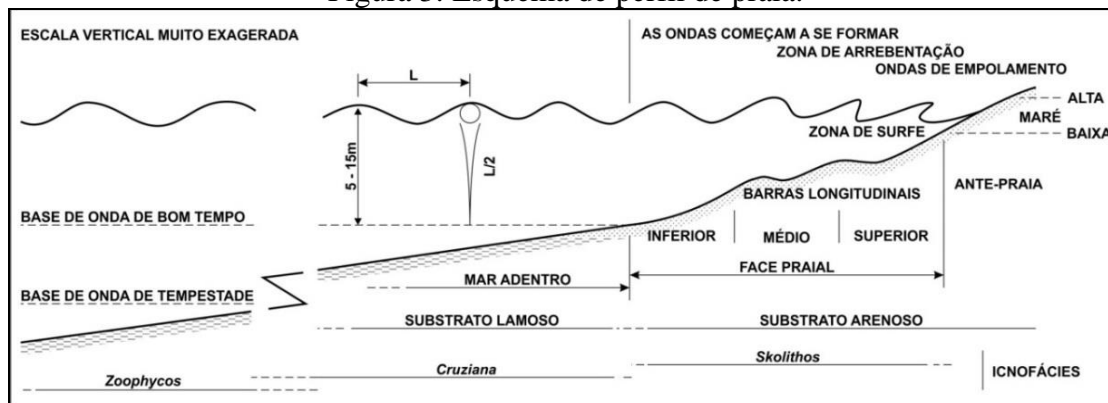 Figura 3: Esquema de perfil de praia.
ESCALA VERTICAL MUITO EXAGERADA
AS ONDAS COMEÇAM A SE FORMAR
ZONA DE ARREBENTAÇÃO
ONDAS DE EMPOLAMENTO
L
ALTA
MARÉ
BAIXA
ZONA DE SURFE
5 - 15m
L/2
ANTE-PRAIA
BARRAS LONGITUDINAIS
BASE DE ONDA DE BOM TEMPO
INFERIOR
MÉDIO
SUPERIOR
FACE PRAIAL
MAR ADENTRO
BASE DE ONDA DE TEMPESTADE
SUBSTRATO LAMOSO
SUBSTRATO ARENOSO
Zoophycos
Cruziana
Skolithos
ICNOFÁCIES